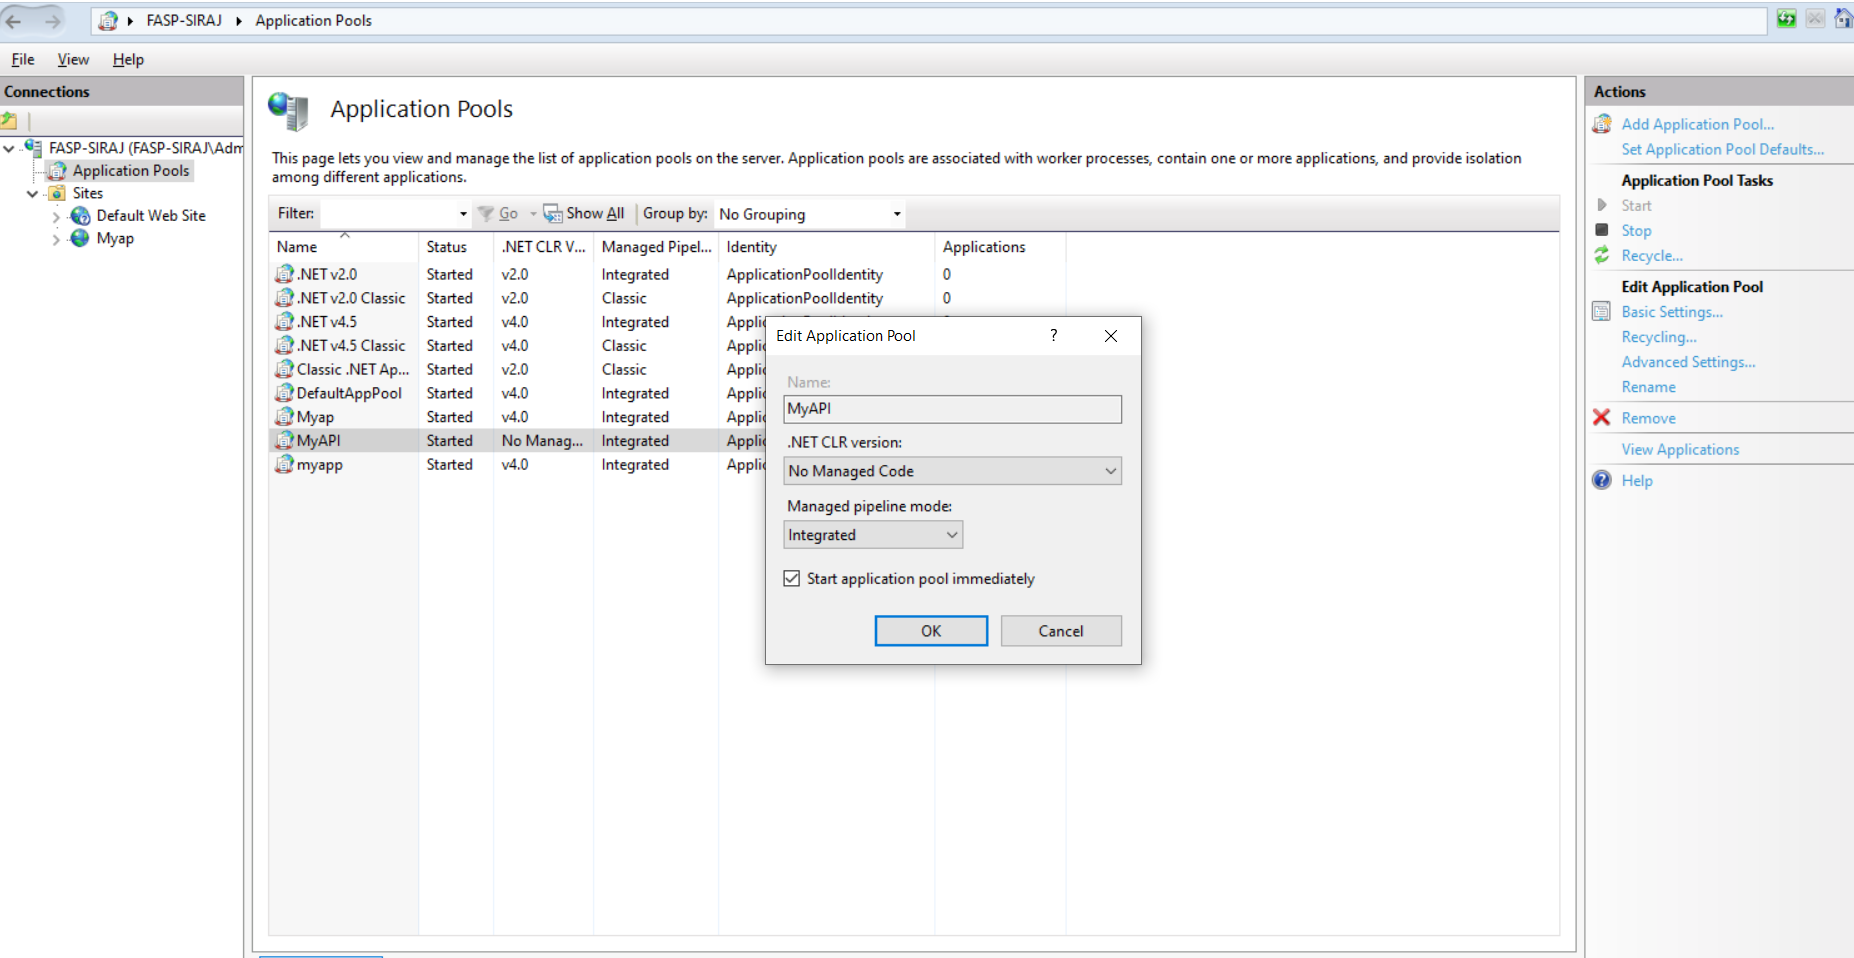 FASP-SIRAJ Application Pools
File View Help
Connections
FASP-SIRAJ (FASP-SIRAJ\Adm
Application Pools
Sites
Default Web Site
Myap
Application Pools
This page lets you view and manage the list of application pools on the server. Application pools are associated with worker processes, contain one or more applications, and provide isolation
among different applications.
Filter: Go Show All Group by: No Grouping
Name Status .NET CLR V... Managed Pipel... Identity Applications
.NET v2.0 Started v2.0 Integrated ApplicationPoolIdentity 0
.NET v2.0 Classic Started v2.0 Classic ApplicationPoolIdentity 0
.NET v4.5 Started v4.0 Integrated
.NET v4.5 Classic Started v4.0 Classic Applic
Classic .NET Ap... Started v2.0 Classic Applic
DefaultAppPool Started v4.0 Integrated Applic
Myap Started v4.0 Integrated Applic
MyAPI Started No Manag... Integrated Applic
myapp Started v4.0 Integrated Applic
Edit Application Pool ?
Name:
MyAPI
.NET CLR version:
No Managed Code
Managed pipeline mode:
Integrated
Start application pool immediately
OK Cancel
Actions
Add Application Pool...
Set Application Pool Defaults...
Application Pool Tasks
Start
Stop
Recycle...
Edit Application Pool
Basic Settings...
Recycling...
Advanced Settings...
Rename
Remove
View Applications
Help